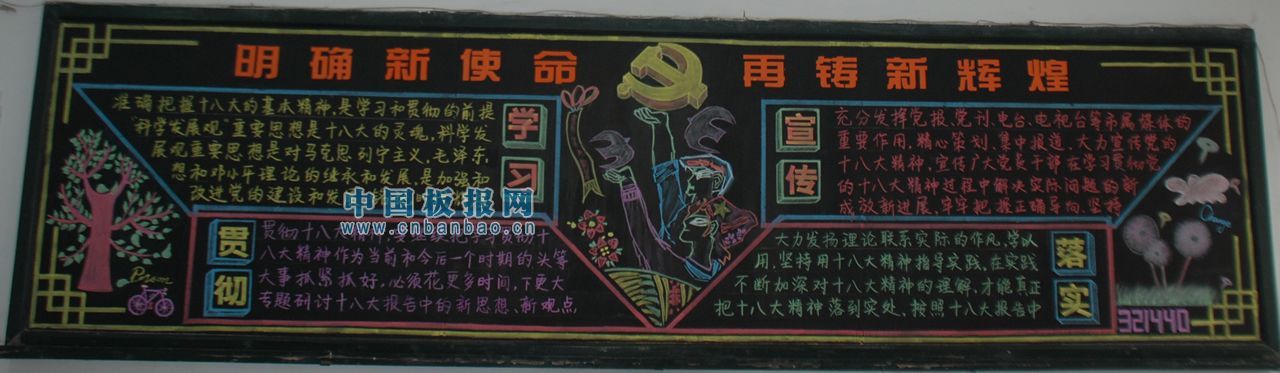 明确新使命 再铸新辉煌
学习
准确把握十八大的基本精神，是学习和贯彻的前提
"科学发展观"重要思想是十八大的灵魂，科学发
展观重要思想是对马克思列宁主义，毛泽东，
想和邓小平理论的继承和发展，是加强和
改进党的建设和发
宣传
充分发挥党报、党刊、电台、电视台等市属媒体的
重要作用，精心策划，集中报道，大力宣传党的
十八大精神，宣传广大党员干部在学习贯彻党
的十八大精神过程中解决实际问题的新
成放新进展，牢牢把握正确导向，坚持
中国板报网
www.cnbanbao.cn
贯彻
贯彻十八大精神，
八大精神作为当前和今后一个时期的头等
大事抓紧抓好，必须花更多时间，下更大
专题研讨十八大报告中的新思想、新观点
落实
大力发扬理论联系实际的作风，学以
用，坚持用十八大精神指导实践，在实践
不断加深对十八大精神的理解，才能真正
把十八大精神落到实处，按照十八大报告中
321440